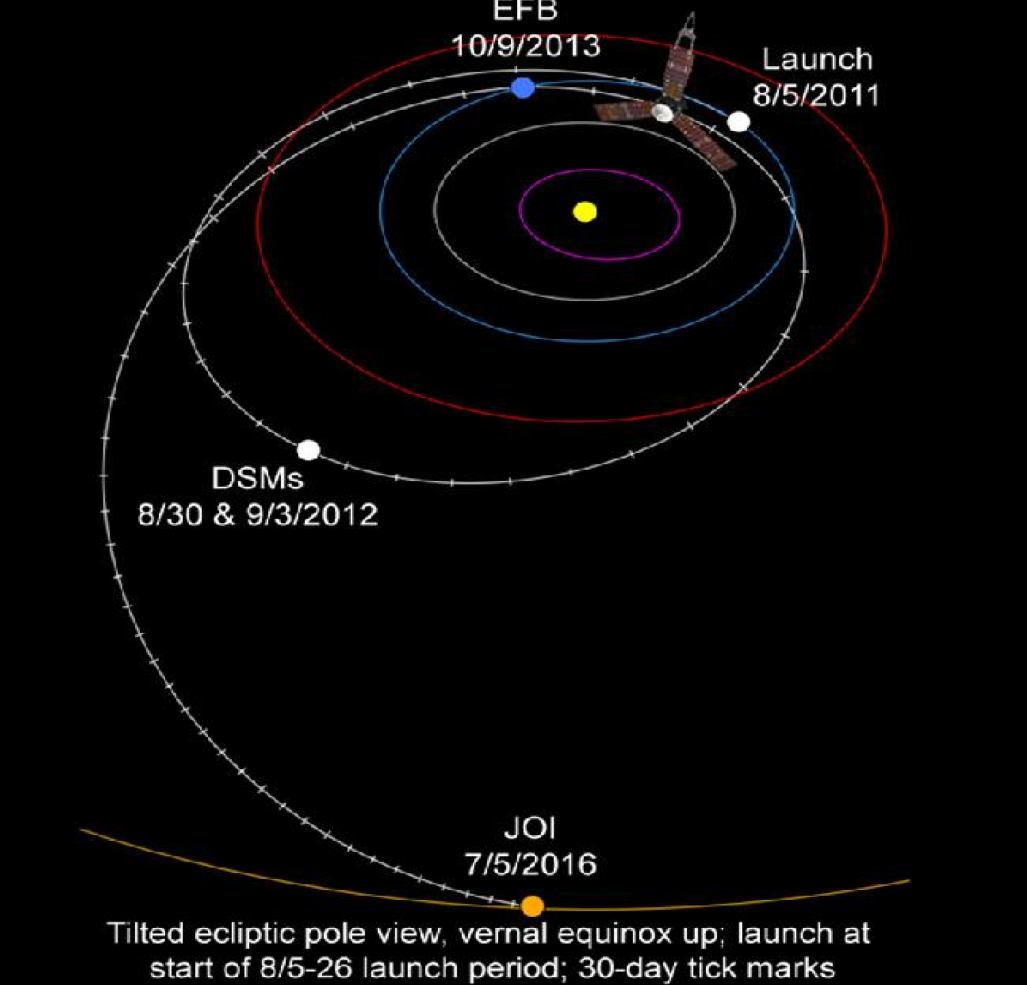 EFB
10/9/2013
Launch
8/5/2011
DSMs
8/30 & 9/3/2012
JOI
7/5/2016
Tilted ecliptic pole view, vernal equinox up; launch at
start of 8/5-26 launch period; 30-day tick marks